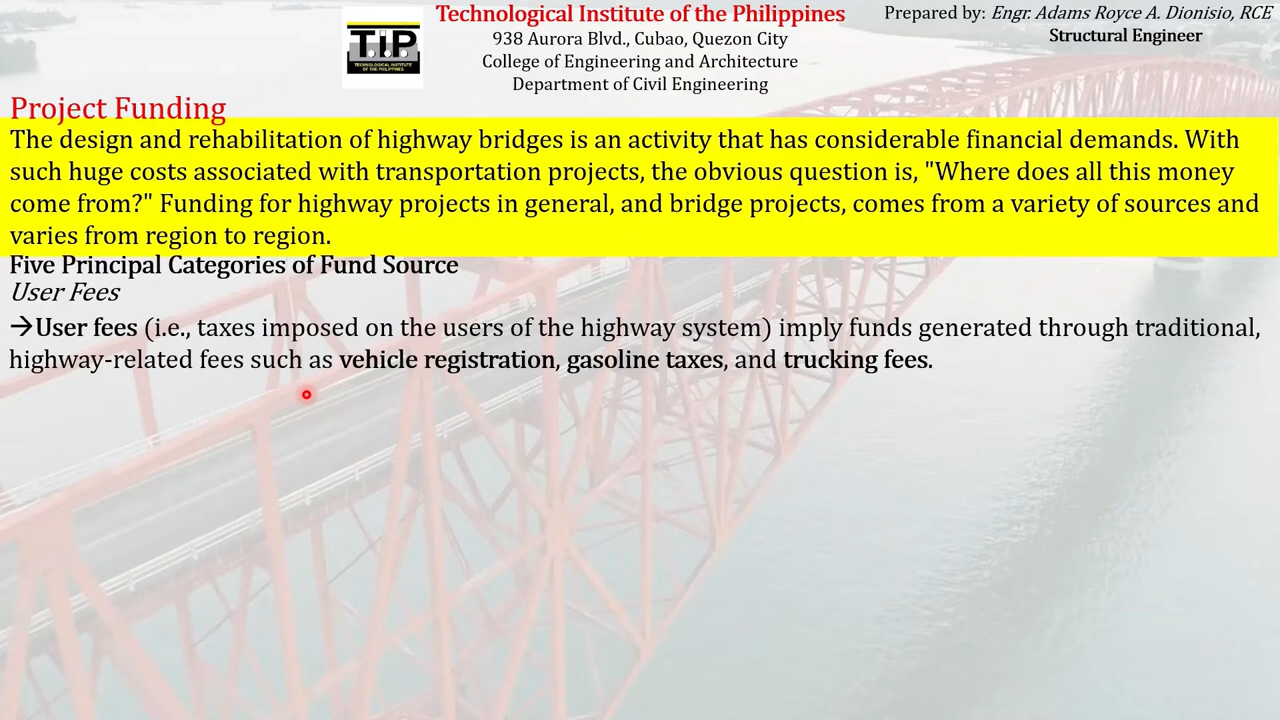 Technological Institute of the Philippines
938 Aurora Blvd., Cubao, Quezon City
College of Engineering and Architecture
Department of Civil Engineering
Prepared by: Engr. Adams Royce A. Dionisio, RCE
Structural Engineer
T.i.P
TECHNOLOGICAL INSTITUTE
OF THE PHILIPPINES
Project Funding
The design and rehabilitation of highway bridges is an activity that has considerable financial demands. With
such huge costs associated with transportation projects, the obvious question is, "Where does all this money
come from?" Funding for highway projects in general, and bridge projects, comes from a variety of sources and
varies from region to region.
Five Principal Categories of Fund Source
User Fees
→User fees (i.e., taxes imposed on the users of the highway system) imply funds generated through traditional,
highway-related fees such as vehicle registration, gasoline taxes, and trucking fees.